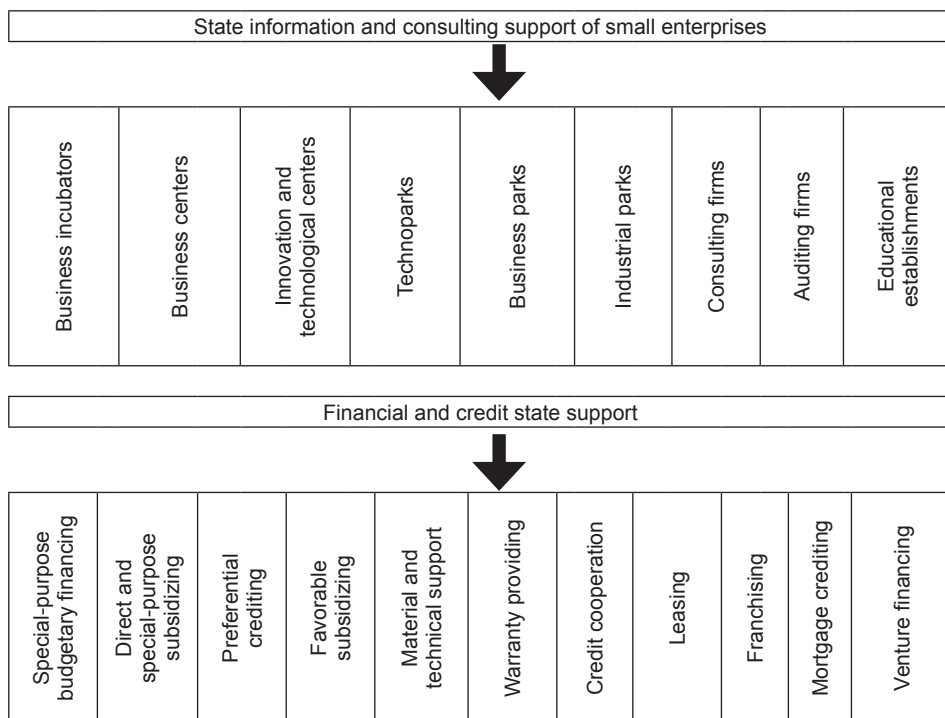 State information and consulting support of small enterprises
Business incubators
Business centers
Innovation and
technological centers
Technoparks
Business parks
Industrial parks
Consulting firms
Auditing firms
Educational
establishments
Financial and credit state support
Special-purpose
budgetary financing
Direct and
special-purpose
subsidizing
Preferential
crediting
Favorable
subsidizing
Material and
technical support
Warranty providing
Credit cooperation
Leasing
Franchising
Mortgage crediting
Venture financing